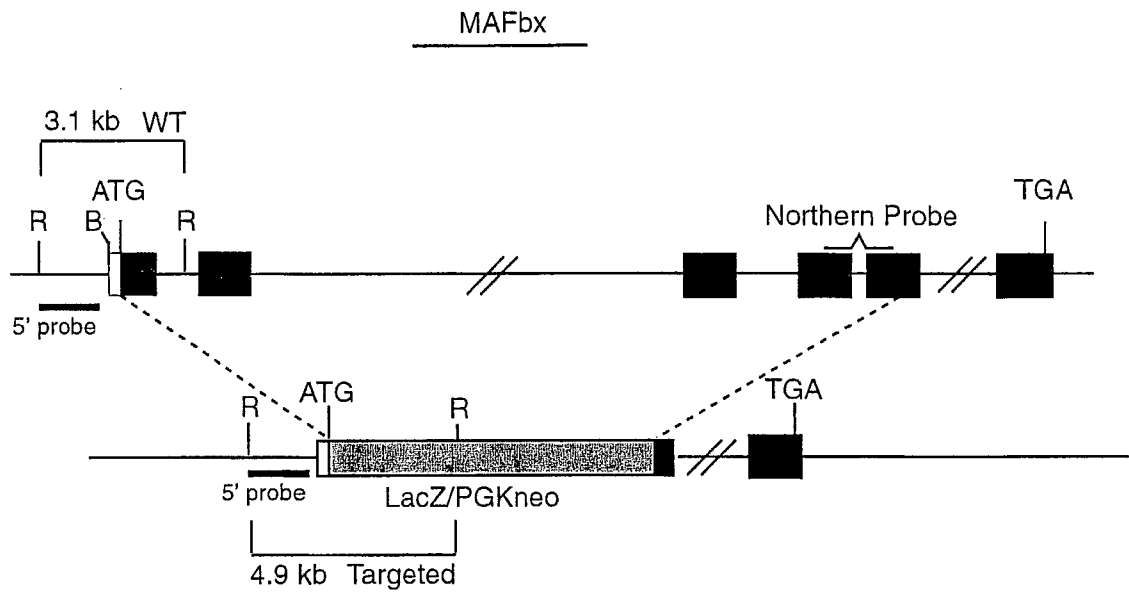 MAFbx
3.1 kb WT
ATG
TGA
R
B
R
Northern Probe
5' probe
ATG
TGA
R
R
5' probe
LacZ/PGKneo
4.9 kb Targeted